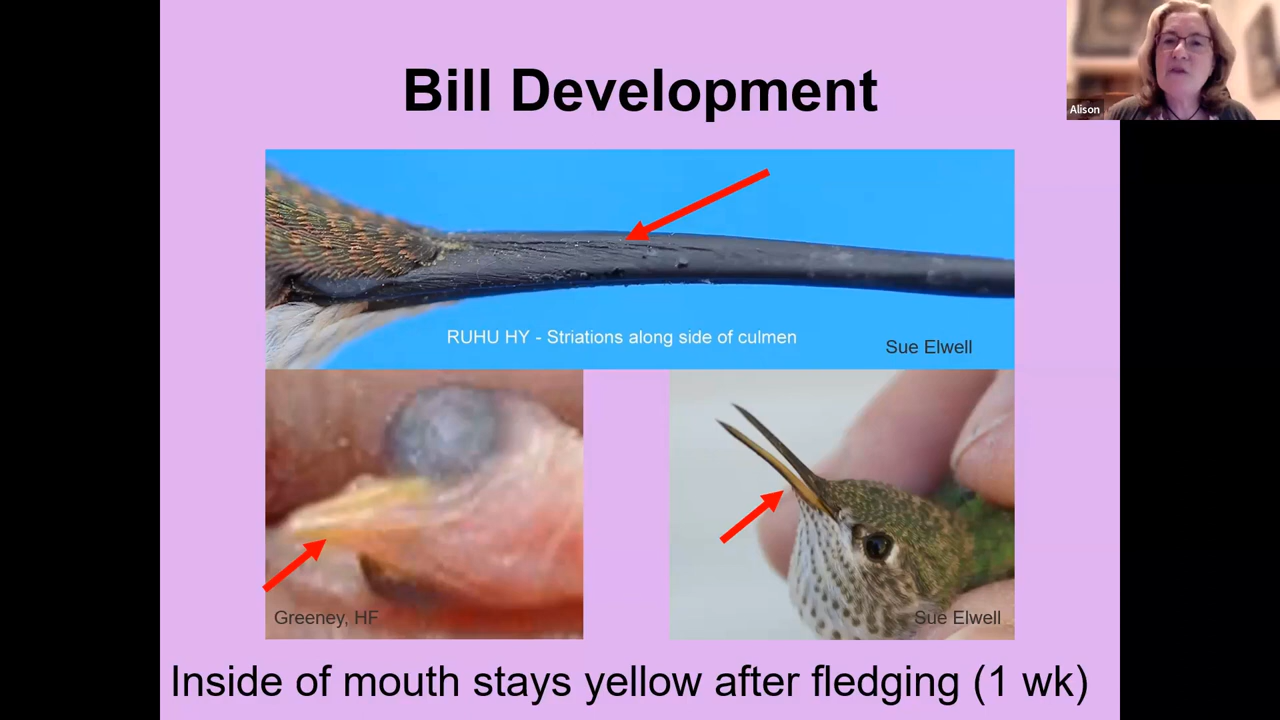 Bill Development
Alison
RUHU HY - Striations along side of culmen
Sue Elwell
Greeney, HF
Sue Elwell
Inside of mouth stays yellow after fledging (1 wk)